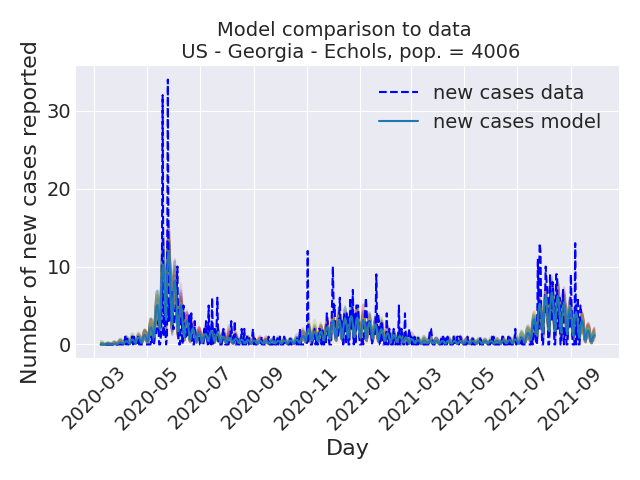 Model comparison to data
US - Georgia - Echols, pop. = 4006
Number of new cases reported
30
20
10
0
new cases data
new cases model
2020-03
2020-05
2020-07
2020-09
2020-11
2021-01
2021-03
2021-05
2021-07
2021-09
Day